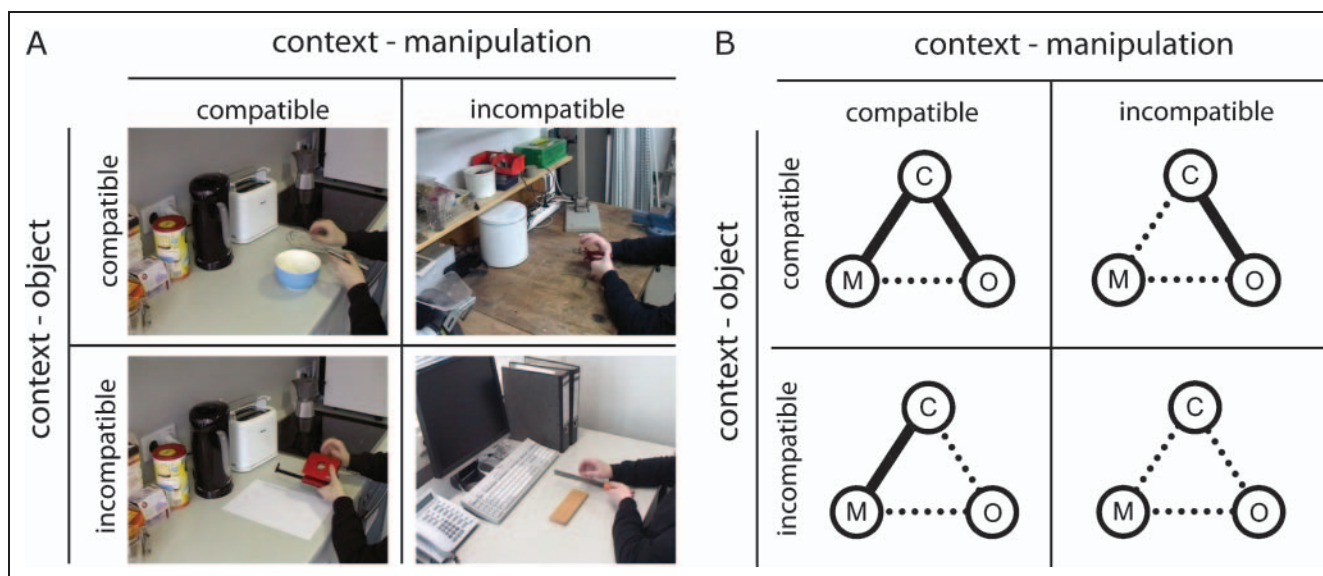 A
context - manipulation
compatible
incompatible
context - object
compatible
incompatible
B
context - manipulation
compatible
incompatible
context - object
compatible
incompatible
C
M
O
C
M
O
C
M
O
C
M
O